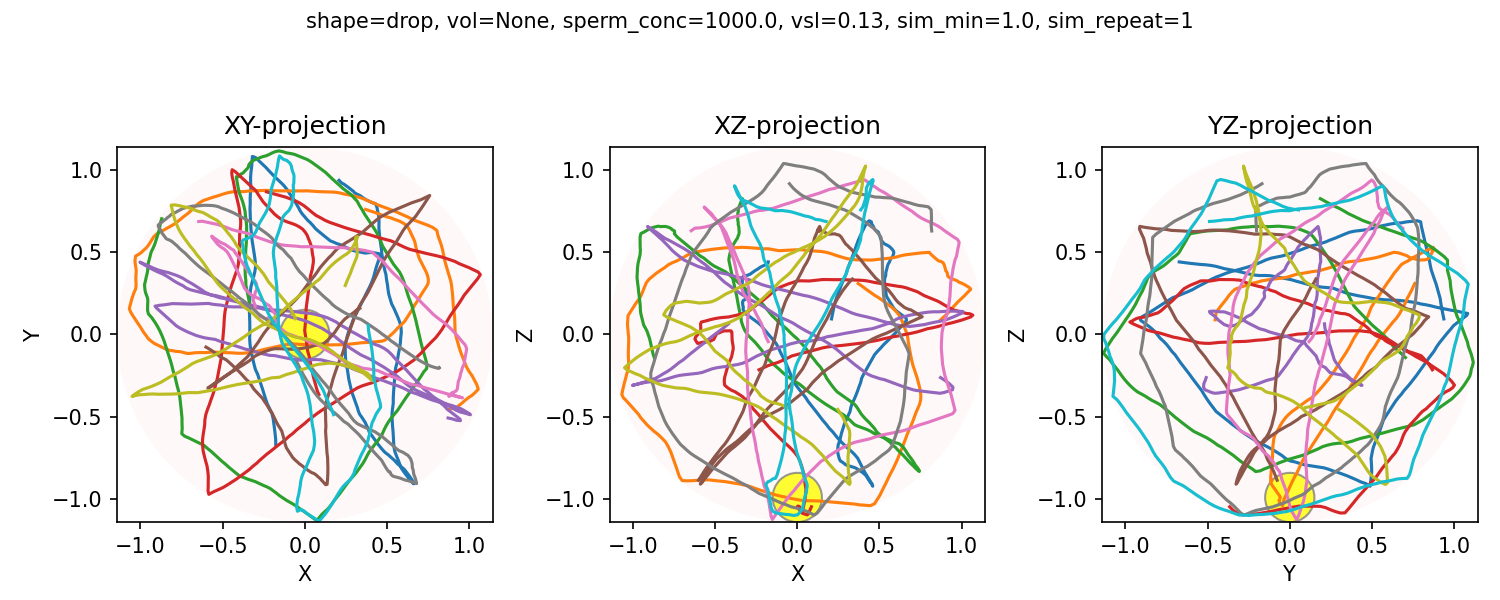 shape=drop, vol=None, sperm_conc=1000.0, vsl=0.13, sim_min=1.0, sim_repeat=1
XY-projection XZ-projection YZ-projection
1.0 1.0 1.0
0.5 0.5 0.5
Y 0.0 Z 0.0 Z 0.0
−0.5 −0.5 −0.5
−1.0 −1.0 −1.0
−1.0 −0.5 0.0 0.5 1.0 −1.0 −0.5 0.0 0.5 1.0 −1.0 −0.5 0.0 0.5 1.0
X X Y